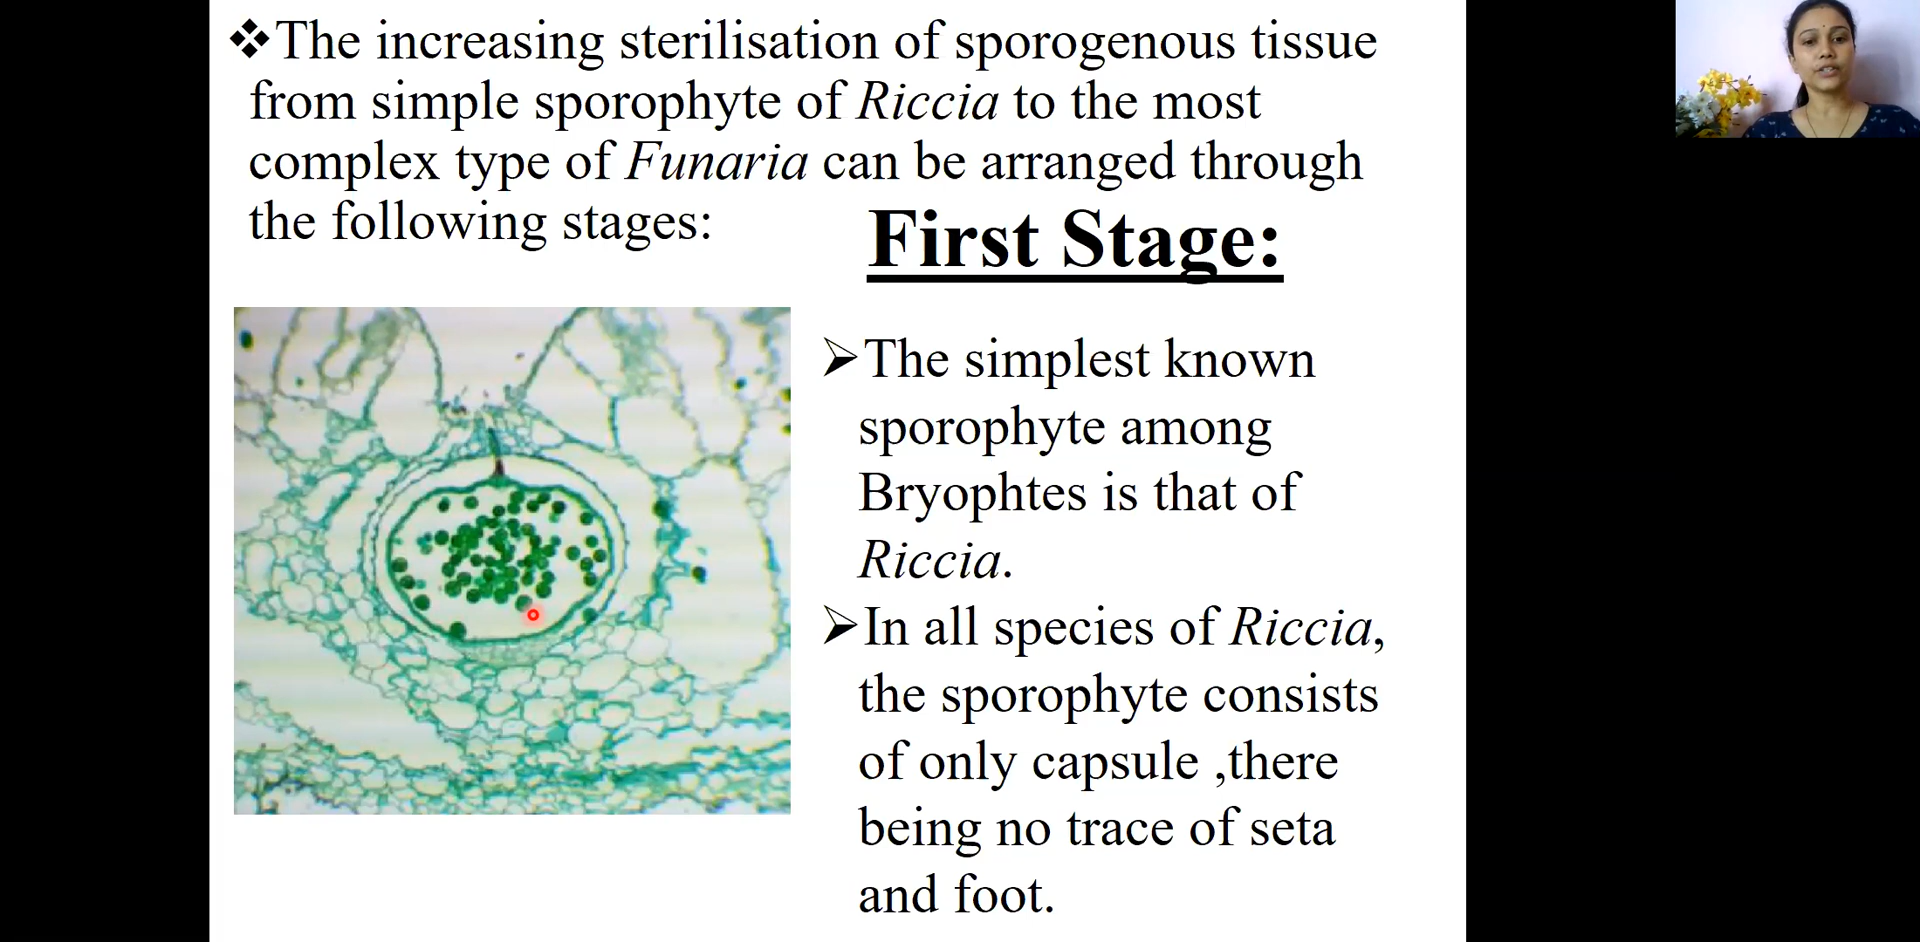 ❖The increasing sterilisation of sporogenous tissue
from simple sporophyte of Riccia to the most
complex type of Funaria can be arranged through
the following stages:
First Stage:
➢The simplest known
sporophyte among
Bryophtes is that of
Riccia.
➢In all species of Riccia,
the sporophyte consists
of only capsule ,there
being no trace of seta
and foot.